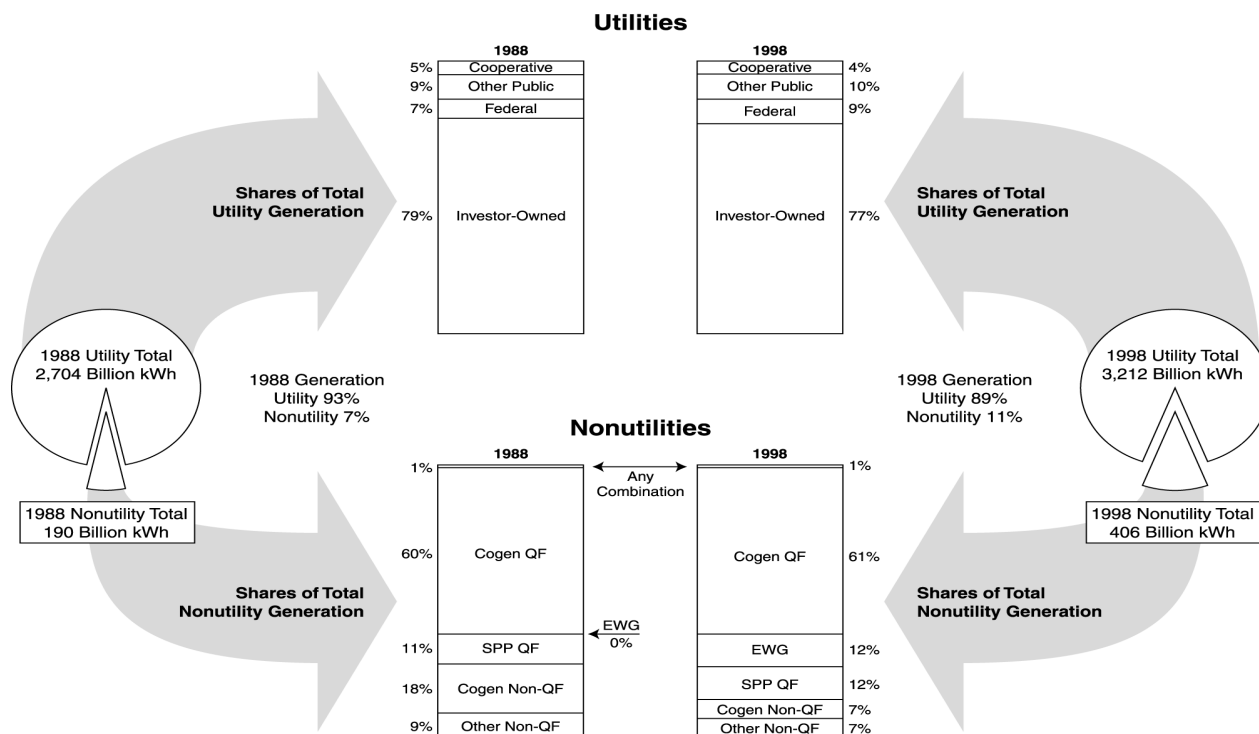 Utilities
1988
1998
5%
Cooperative
Cooperative
4%
9%
Other Public
Other Public
10%
7%
Federal
Federal
9%
Shares of Total
Utility Generation
79%
Investor-Owned
Investor-Owned
77%
Shares of Total
Utility Generation
1988 Utility Total
2,704 Billion kWh
1988 Generation
Utility 93%
Nonutility 7%
1998 Generation
Utility 89%
Nonutility 11%
1998 Utility Total
3,212 Billion kWh
Nonutilities
1988
1998
1%
Any
Combination
1%
1988 Nonutility Total
190 Billion kWh
1998 Nonutility Total
406 Billion kWh
60%
Cogen QF
Cogen QF
61%
Shares of Total
Nonutility Generation
Shares of Total
Nonutility Generation
EWG
0%
11%
SPP QF
EWG
12%
18%
Cogen Non-QF
SPP QF
12%
Cogen Non-QF
7%
9%
Other Non-QF
Other Non-QF
7%